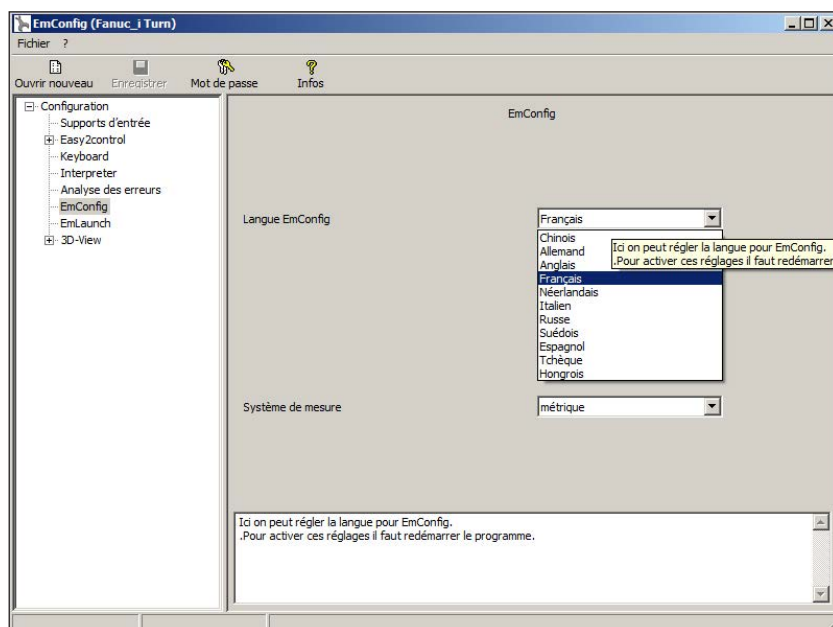 EmConfig (Fanuc_i Turn)
Fichier ?
Ouvrir nouveau Enregistrer Mot de passe Infos
Configuration
Supports d'entrée
Easy2control
Keyboard
Interpreter
Analyse des erreurs
EmConfig
EmLaunch
3D-View
EmConfig
Langue EmConfig
Français
Chinois
Allemand
Anglais
Français
Néerlandais
Italien
Russe
Suédois
Espagnol
Tchèque
Hongrois
Ici on peut régler la langue pour EmConfig.
.Pour activer ces réglages il faut redémarrer
Système de mesure
métrique
Ici on peut régler la langue pour EmConfig.
.Pour activer ces réglages il faut redémarrer le programme.